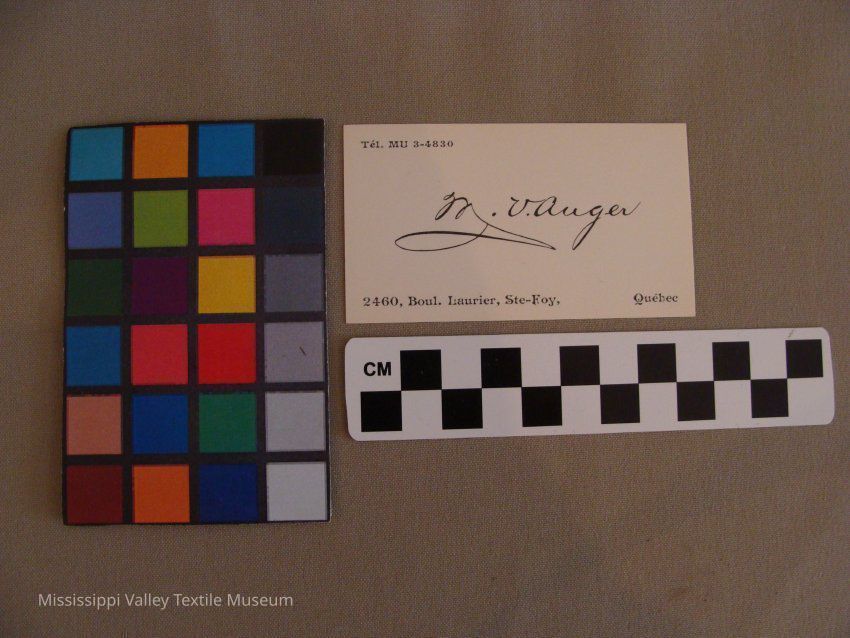 Tél. MU 3-4830
M. V. Auger
2460, Boul. Laurier, Ste-Foy,
Québec
CM
Mississippi Valley Textile Museum